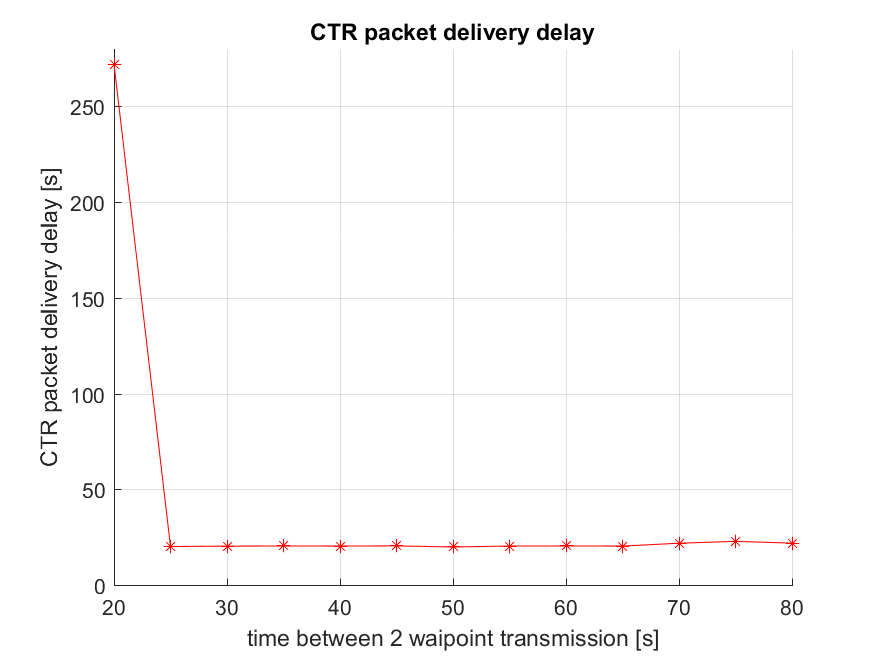 CTR packet delivery delay
CTR packet delivery delay [s]
250
200
150
100
50
0
20 30 40 50 60 70 80
time between 2 waipoint transmission [s]